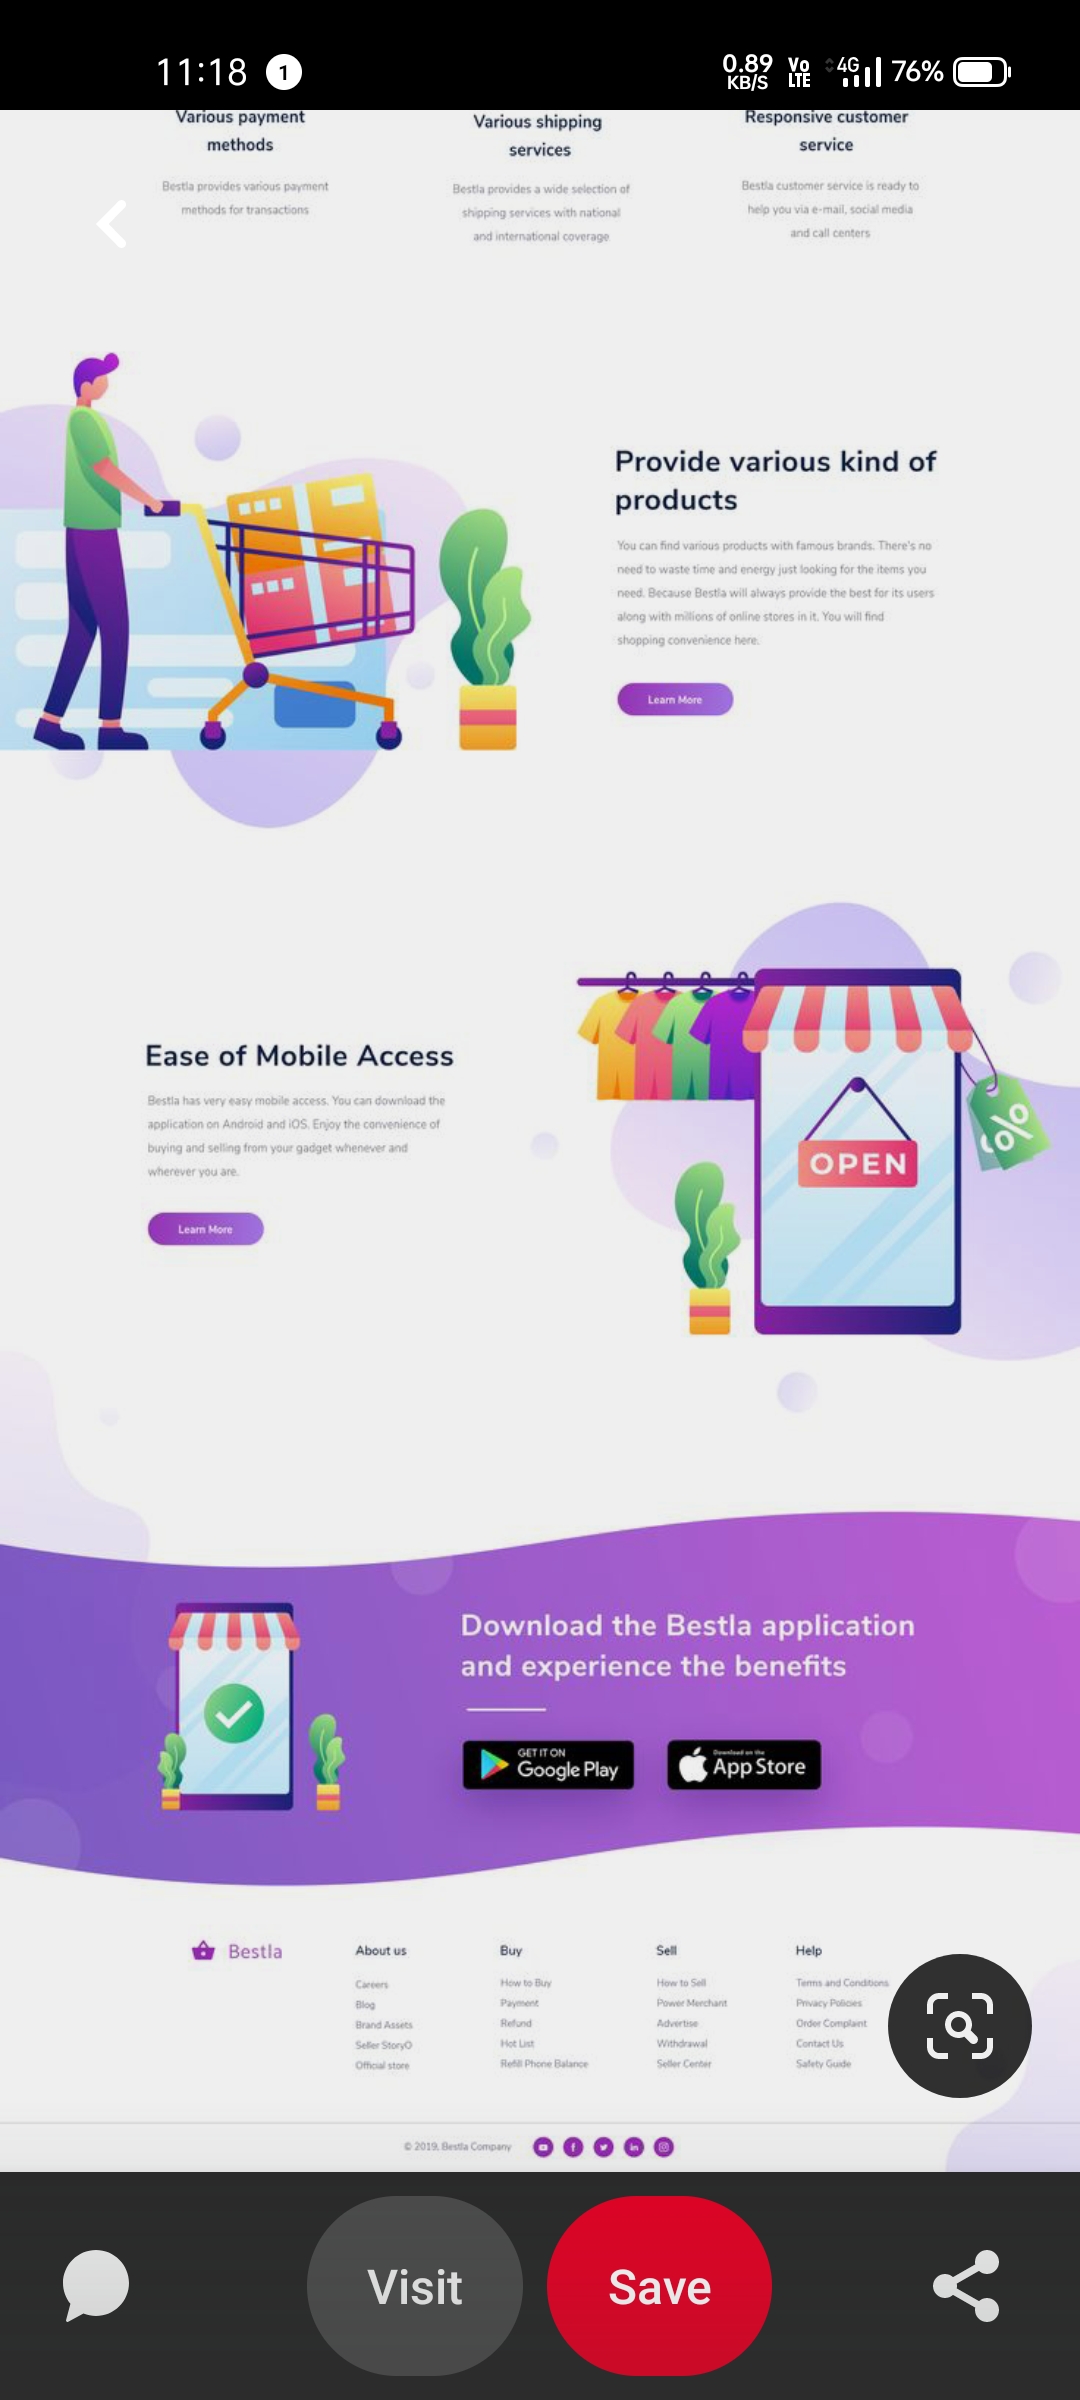 11:18
1
0.89
KB/S
Vo
LTE
4G
76%
Various payment
methods
Bestla provides various payment
methods for transactions
Various shipping
services
Bestla provides a wide selection of
shipping services with national
and international coverage
Responsive customer
service
Bestla customer service is ready to
help you via e-mail, social media
and call centers
Provide various kind of
products
You can find various products with famous brands. There's no
need to waste time and energy just looking for the items you
need. Because Bestla will always provide the best for its users
along with millions of online stores in it. You will find
shopping convenience here.
Learn More
Ease of Mobile Access
Bestla has very easy mobile access. You can download the
application on Android and iOS. Enjoy the convenience of
buying and selling from your gadget whenever and
wherever you are.
Learn More
OPEN
%
Download the Bestla application
and experience the benefits
GET IT ON
Google Play
Download on the
App Store
Bestla
About us
Careers
Blog
Brand Assets
Seller StoryO
Official store
Buy
How to Buy
Payment
Refund
Hot List
Refill Phone Balance
Sell
How to Sell
Power Merchant
Advertise
Withdrawal
Seller Center
Help
Terms and Conditions
Privacy Policies
Order Complaint
Contact Us
Safety Guide
© 2019, Bestla Company
Visit
Save